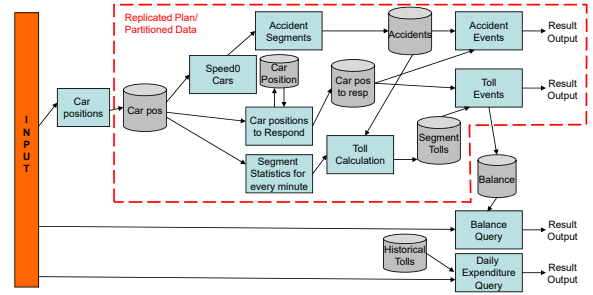 Replicated Plan/
Partitioned Data
Accident
Segments
Accidents
Accident
Events
Result
Output
Speed0
Cars
Car
Position
Car pos
to resp
Toll
Events
Result
Output
Car
positions
Car pos
Car positions
to Respond
Segment
Tolls
I
N
P
U
T
Segment
Statistics for
every minute
Toll
Calculation
Balance
Balance
Query
Result
Output
Historical
Tolls
Daily
Expenditure
Query
Result
Output